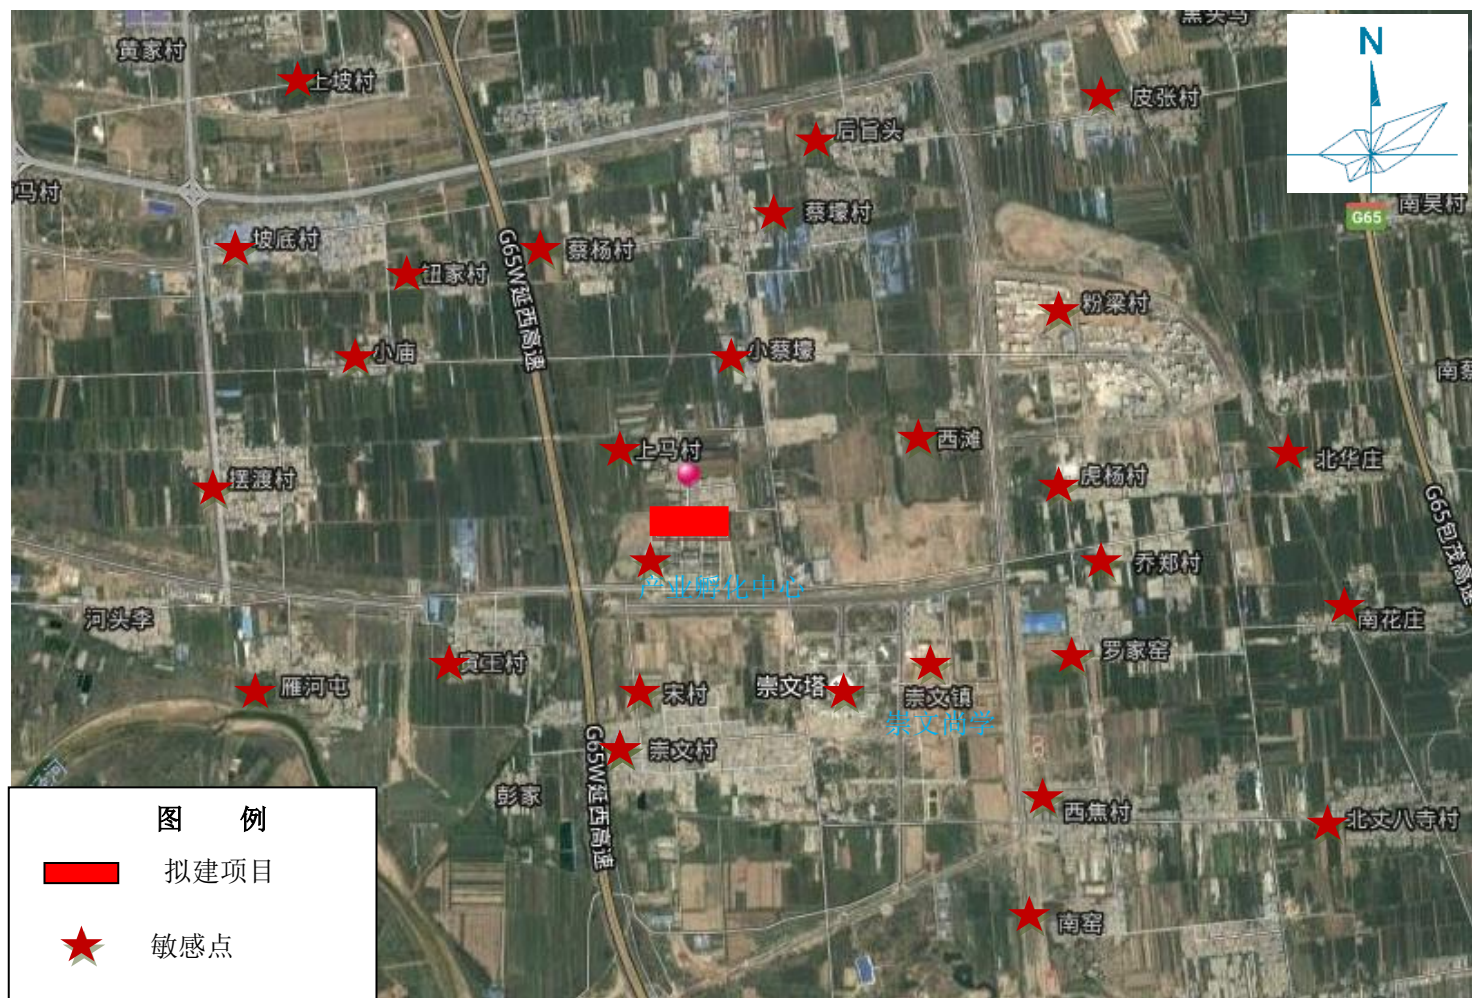 黄家村
上坡村
皮张村
N
后旨头
马村
蔡壕村
南吴村
G65
坡底村
钮家村
蔡杨村
G65W延西高速
粉梁村
小庙
小蔡壕
上马村
西滩
摆渡村
虎杨村
北华庄
G65包茂高速
产业孵化中心
乔郑村
河头李
南花庄
雁河屯
宋村
崇文塔
崇文镇
罗家窑
崇文尚学
崇文村
G65W延西高速
彭家
西焦村
北丈八寺村
南窑
图 例
拟建项目
敏感点